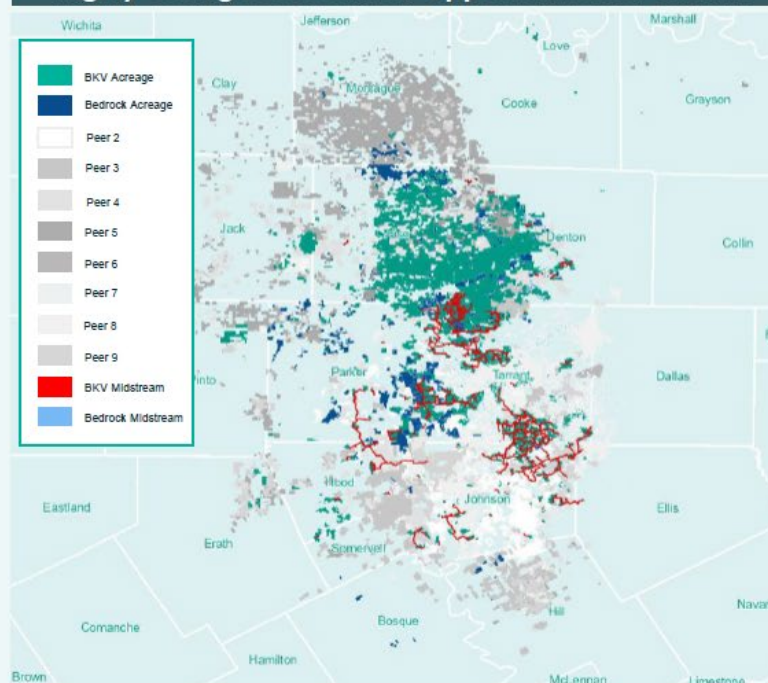 Wichita
Jefferson
Marshall
Love
Clay
Montague
Cooke
Grayson
BKV Acreage
Bedrock Acreage
Peer 2
Peer 3
Peer 4
Peer 5
Peer 6
Peer 7
Peer 8
Peer 9
BKV Midstream
Bedrock Midstream
Jack
Denton
Collin
Parker
Tarrant
Dallas
Hood
Johnson
Ellis
Eastland
Erath
Somervell
Hill
Comanche
Bosque
Hamilton
Brown
McLennan
Limestone